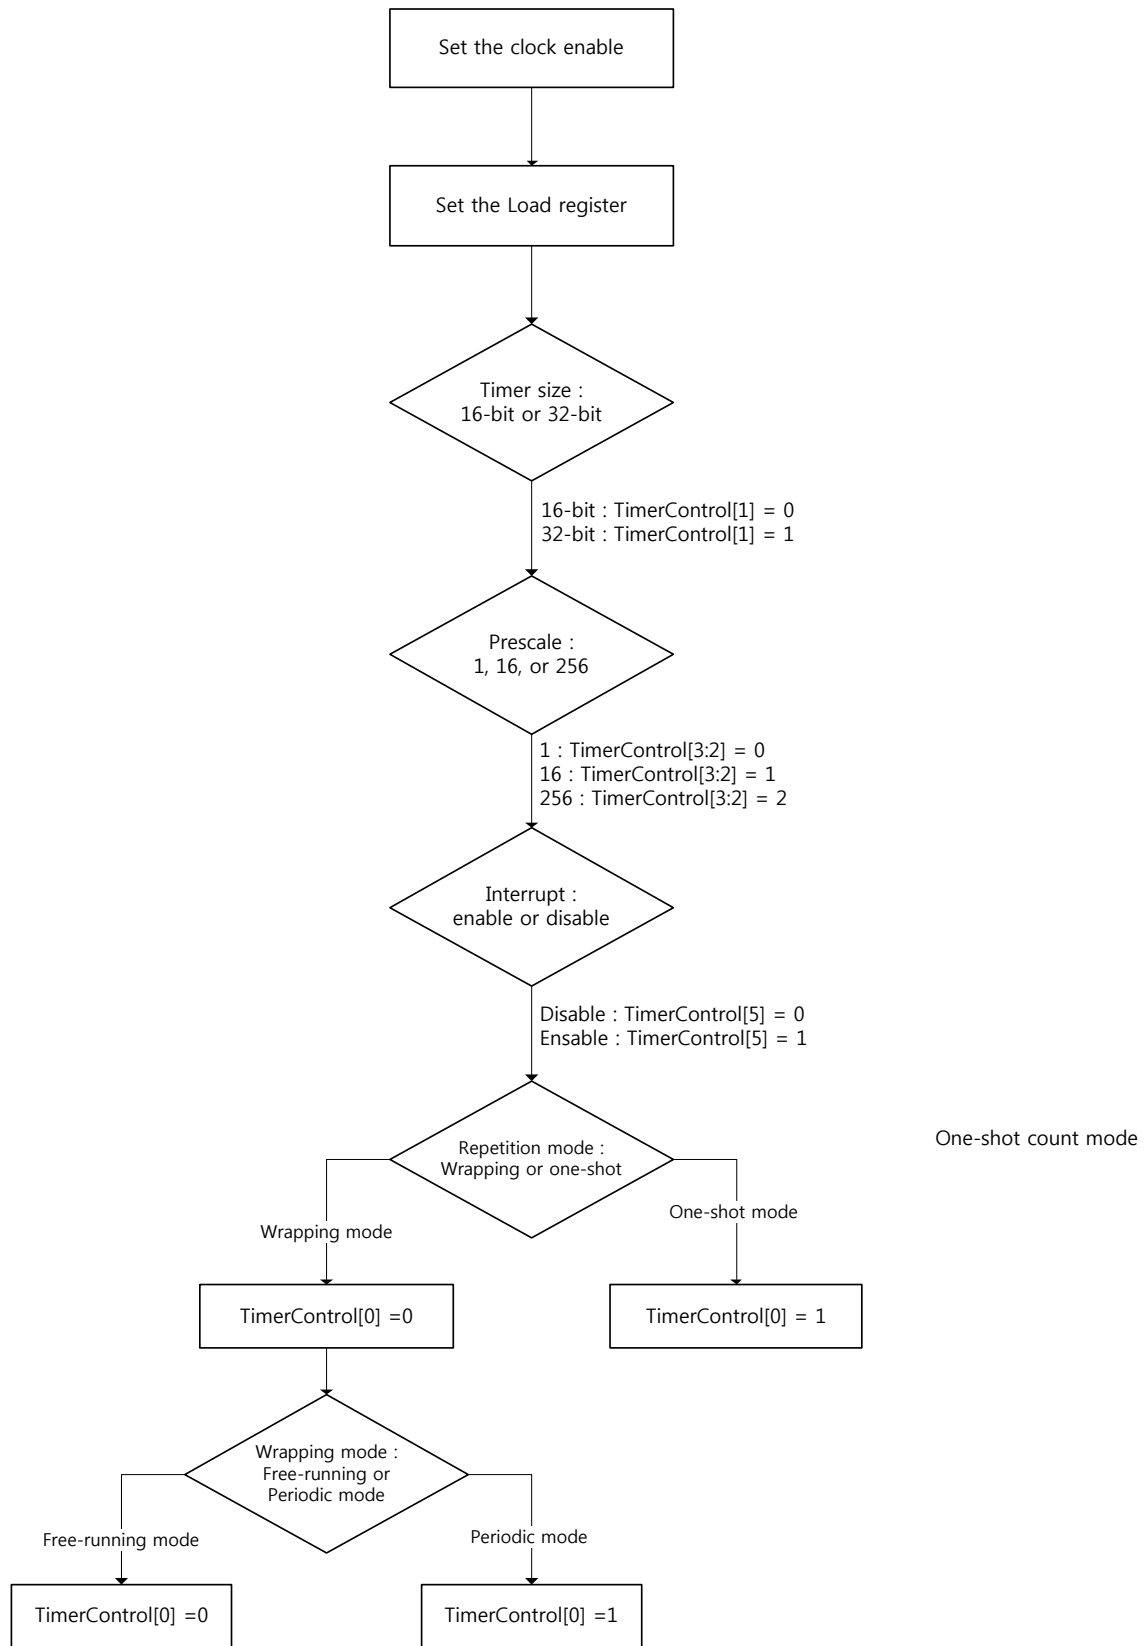 Set the clock enable
Set the Load register
Timer size :
16-bit or 32-bit
16-bit : TimerControl[1] = 0
32-bit : TimerControl[1] = 1
Prescale :
1, 16, or 256
1 : TimerControl[3:2] = 0
16 : TimerControl[3:2] = 1
256 : TimerControl[3:2] = 2
Interrupt :
enable or disable
Disable : TimerControl[5] = 0
Ensable : TimerControl[5] = 1
Repetition mode :
Wrapping or one-shot
One-shot count mode
Wrapping mode
One-shot mode
TimerControl[0] =0
TimerControl[0] = 1
Wrapping mode :
Free-running or
Periodic mode
Free-running mode
Periodic mode
TimerControl[0] =0
TimerControl[0] =1